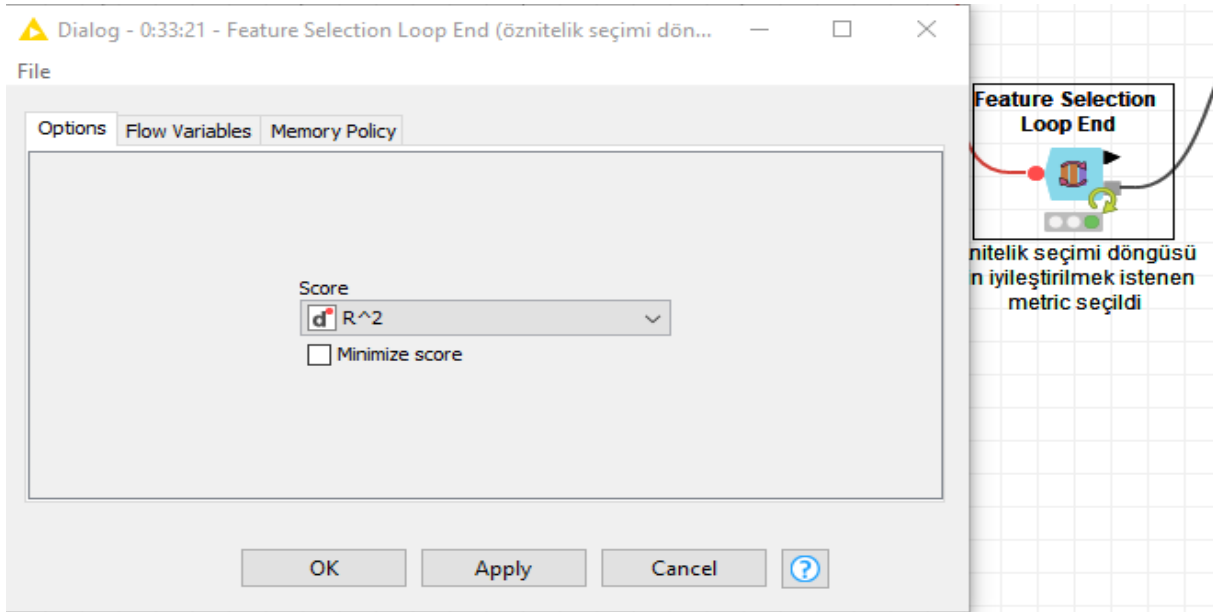 Dialog - 0:33:21 - Feature Selection Loop End (öznitelik seçimi dön...
File
Options Flow Variables Memory Policy
Score
d R^2
Minimize score
OK Apply Cancel ?
Feature Selection
Loop End
nitelik seçimi döngüsü
n iyileştirilmek istenen
metric seçildi